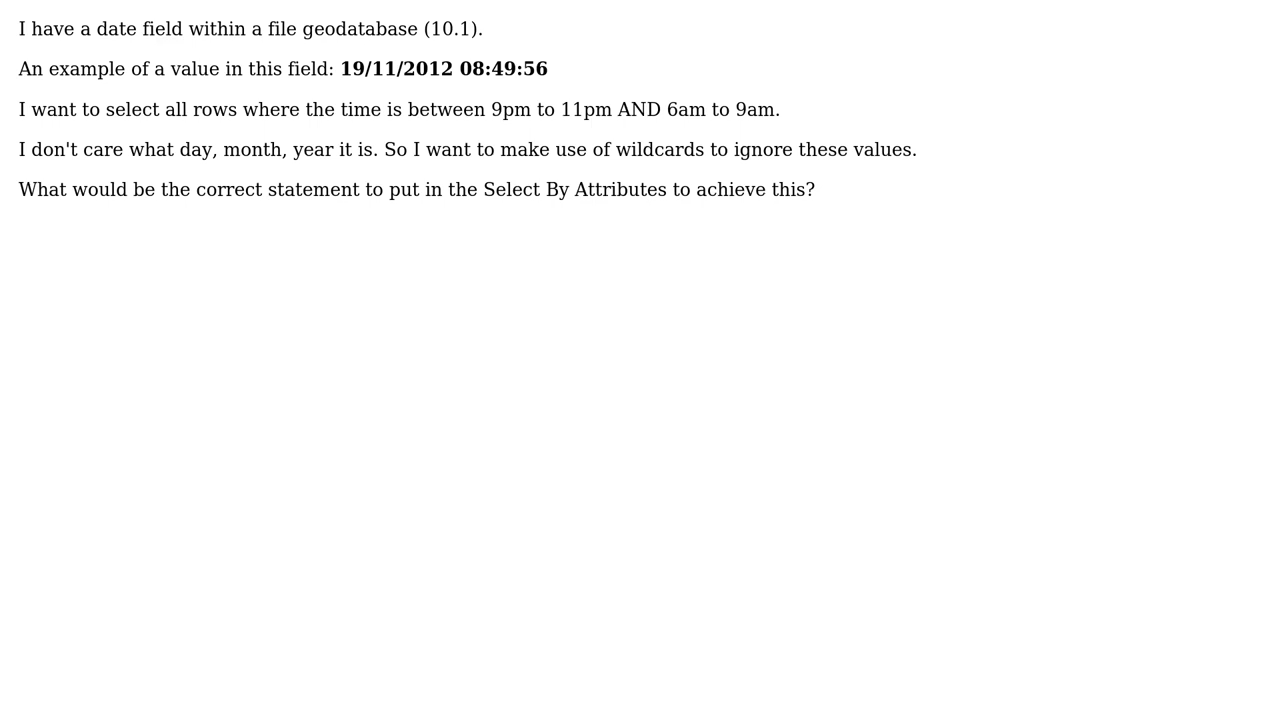 I have a date field within a file geodatabase (10.1).
An example of a value in this field: 19/11/2012 08:49:56
I want to select all rows where the time is between 9pm to 11pm AND 6am to 9am.
I don't care what day, month, year it is. So I want to make use of wildcards to ignore these values.
What would be the correct statement to put in the Select By Attributes to achieve this?